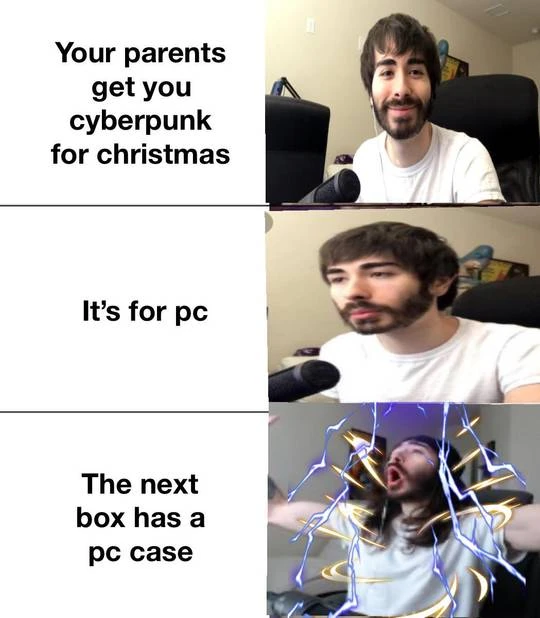 Your parents
get you
cyberpunk
for christmas
It's for pc
The next
box has a
pc case